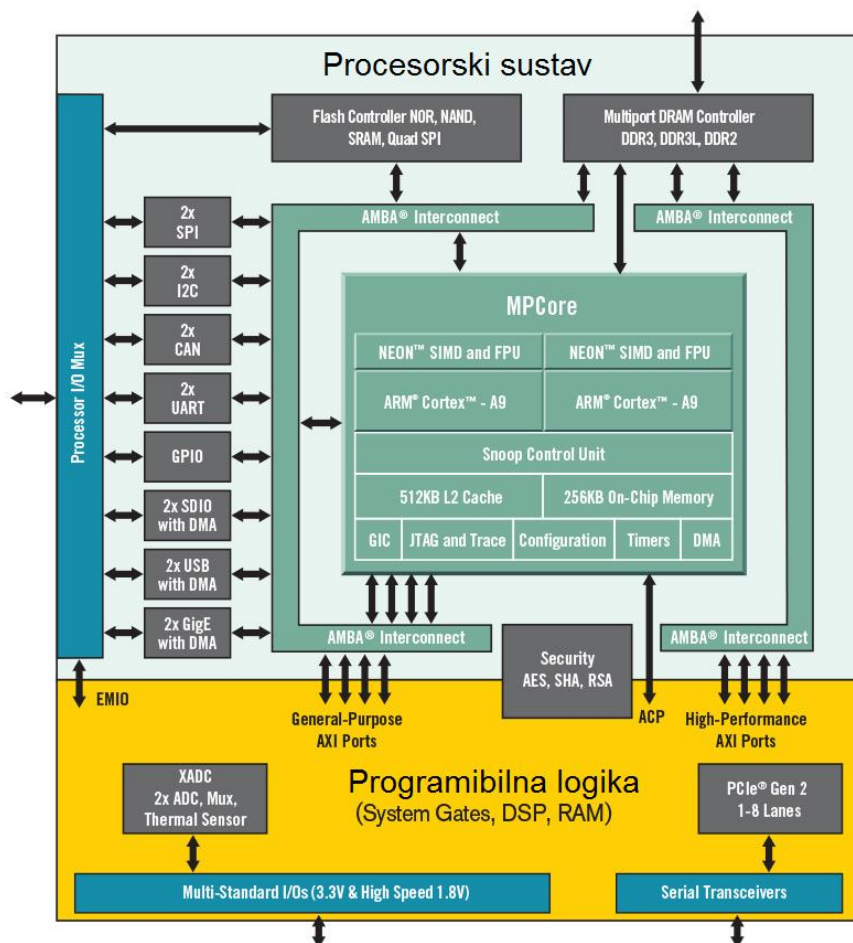 Procesorski sustav
Flash Controller NOR, NAND,
SRAM, Quad SPI
Multiport DRAM Controller
DDR3, DDR3L, DDR2
Processor I/O Mux
2x
SPI
2x
I2C
2x
CAN
2x
UART
GPIO
2x SDIO
with DMA
2x USB
with DMA
2x GigE
with DMA
AMBA® Interconnect
AMBA® Interconnect
MPCore
NEON™ SIMD and FPU
NEON™ SIMD and FPU
ARM® Cortex™ - A9
ARM® Cortex™ - A9
Snoop Control Unit
512KB L2 Cache
256KB On-Chip Memory
GIC
JTAG and Trace
Configuration
Timers
DMA
AMBA® Interconnect
AMBA® Interconnect
Security
AES, SHA, RSA
EMIO
General-Purpose
AXI Ports
ACP
High-Performance
AXI Ports
Programibilna logika
(System Gates, DSP, RAM)
XADC
2x ADC, Mux,
Thermal Sensor
PCIe® Gen 2
1-8 Lanes
Multi-Standard I/Os (3.3V & High Speed 1.8V)
Serial Transceivers